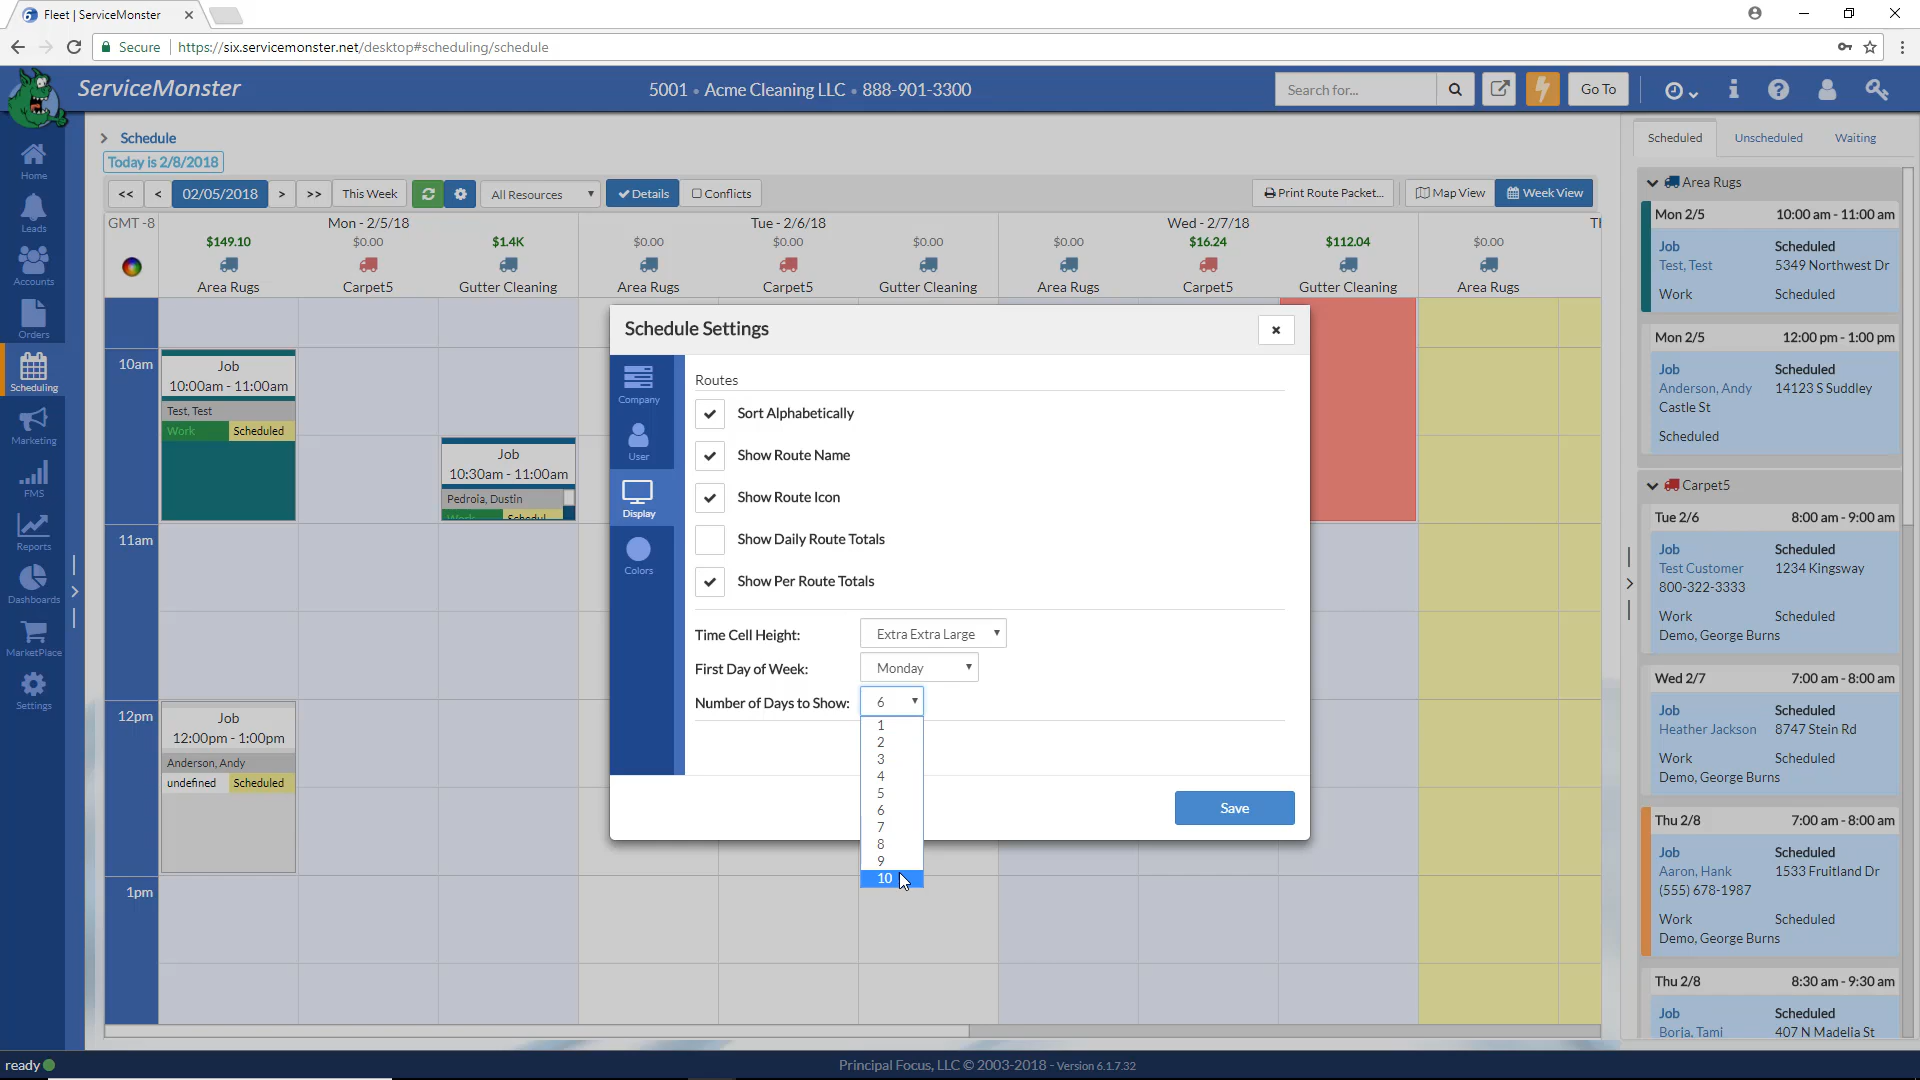 Fleet | ServiceMonster
Secure
https://six.servicemonster.net/desktop#scheduling/schedule
ServiceMonster
5001 • Acme Cleaning LLC • 888-901-3300
Search for...
Go To
Home
Leads
Accounts
Orders
Scheduling
Marketing
FMS
Reports
Dashboards
MarketPlace
Settings
Schedule
Today is 2/8/2018
<<
<
02/05/2018
>
>>
This Week
All Resources
Details
Conflicts
Print Route Packet...
Map View
Week View
GMT -8
Mon - 2/5/18
Tue - 2/6/18
Wed - 2/7/18
$149.10
$0.00
$1.4K
$0.00
$0.00
$0.00
$0.00
$16.24
$112.04
$0.00
Area Rugs
Carpet5
Gutter Cleaning
Area Rugs
Carpet5
Gutter Cleaning
Area Rugs
Carpet5
Gutter Cleaning
Area Rugs
10am
11am
12pm
1pm
Job
10:00am - 11:00am
Test, Test
Work
Scheduled
Job
10:30am - 11:00am
Pedroia, Dustin
Job
12:00pm - 1:00pm
Anderson, Andy
undefined
Scheduled
Schedule Settings
Company
User
Display
Colors
Routes
Sort Alphabetically
Show Route Name
Show Route Icon
Show Daily Route Totals
Show Per Route Totals
Time Cell Height:
Extra Extra Large
First Day of Week:
Monday
Number of Days to Show:
6
1
2
3
4
5
6
7
8
9
10
Save
Scheduled
Unscheduled
Waiting
Area Rugs
Mon 2/5
10:00 am - 11:00 am
Job
Scheduled
Test, Test
5349 Northwest Dr
Work
Scheduled
Mon 2/5
12:00 pm - 1:00 pm
Job
Scheduled
Anderson, Andy
14123 S Suddley
Castle St
Scheduled
Carpet5
Tue 2/6
8:00 am - 9:00 am
Job
Scheduled
Test Customer
1234 Kingsway
800-322-3333
Work
Scheduled
Demo, George Burns
Wed 2/7
7:00 am - 8:00 am
Job
Scheduled
Heather Jackson
8747 Stein Rd
Work
Scheduled
Demo, George Burns
Thu 2/8
7:00 am - 8:00 am
Job
Scheduled
Aaron, Hank
1533 Fruitland Dr
(555) 678-1987
Work
Scheduled
Demo, George Burns
Thu 2/8
8:30 am - 9:30 am
Job
Scheduled
Borja, Tami
407 N Madelia St
ready
Principal Focus, LLC © 2003-2018 - Version 6.1.7.32